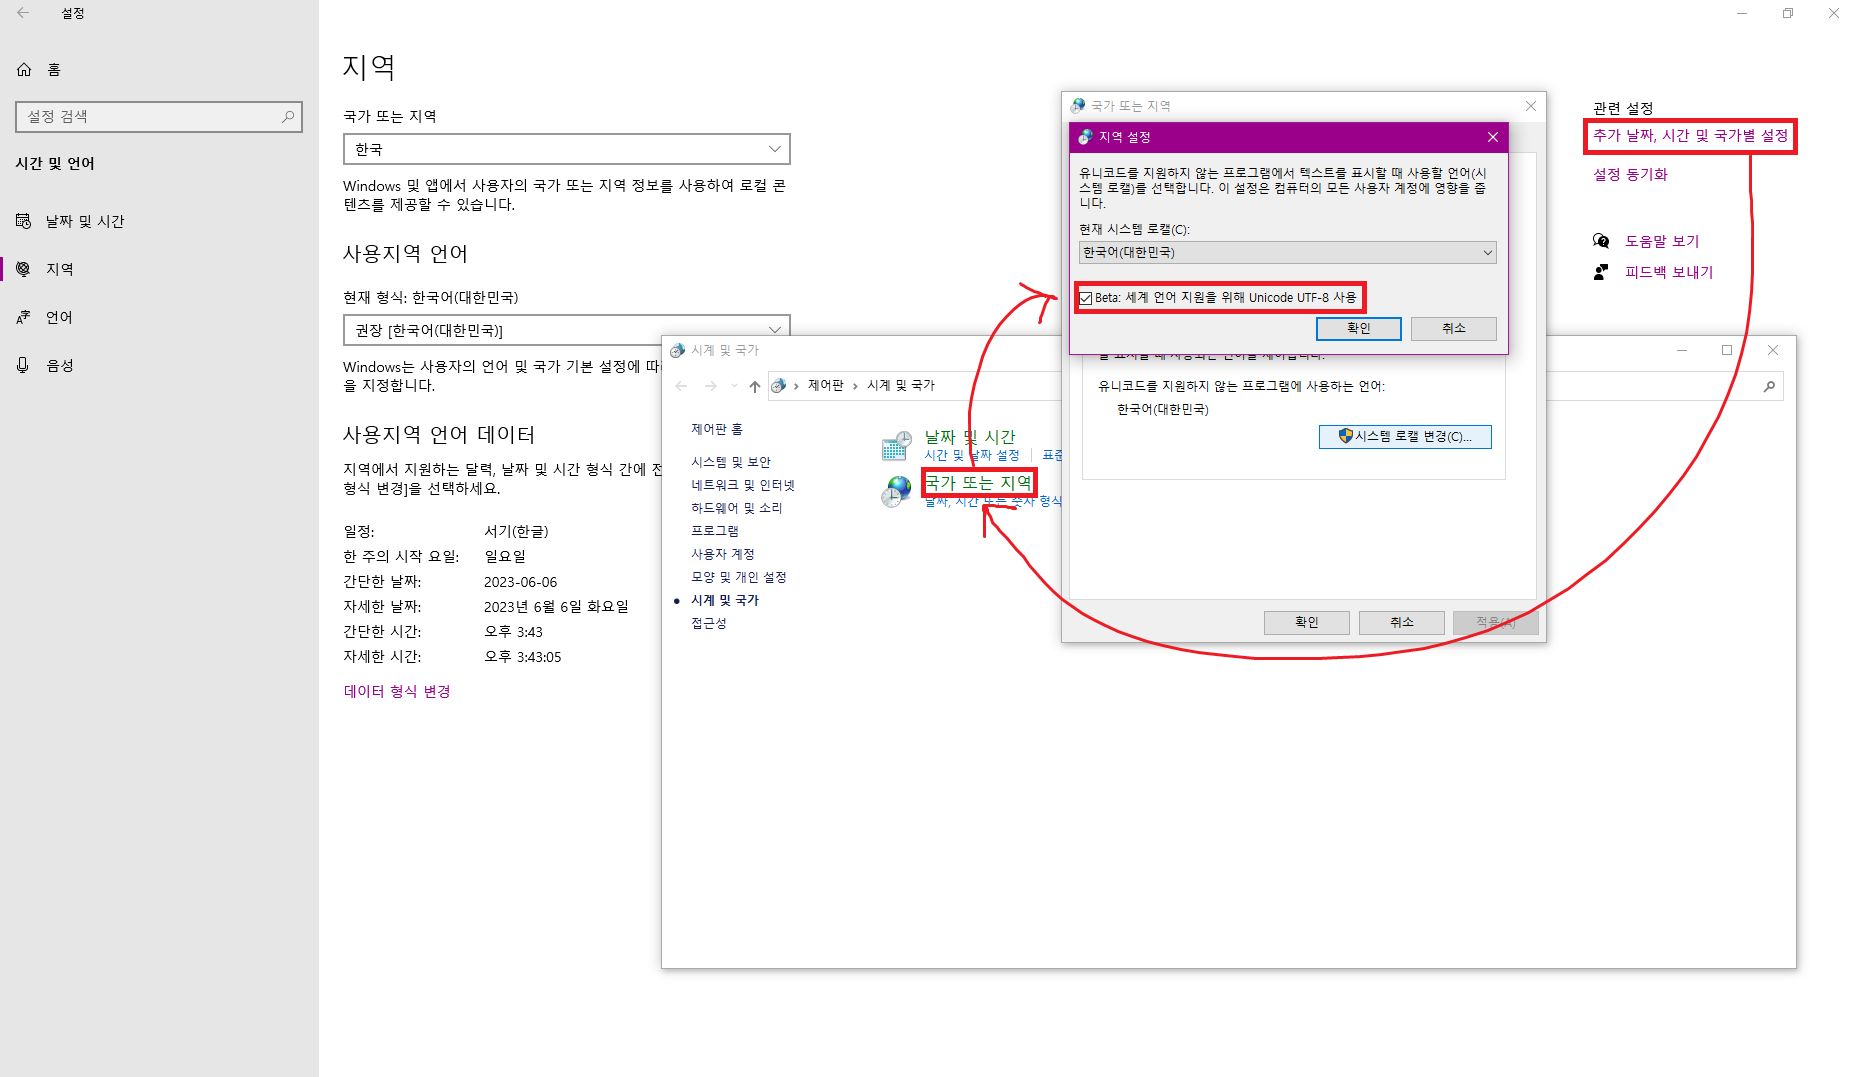 설정
홈
설정 검색
시간 및 언어
날짜 및 시간
지역
언어
음성
지역
국가 또는 지역
한국
Windows 및 앱에서 사용자의 국가 또는 지역 정보를 사용하여 로컬 콘
텐츠를 제공할 수 있습니다.
사용지역 언어
현재 형식: 한국어(대한민국)
권장 [한국어(대한민국)]
Windows는 사용자의 언어 및 국가 기본 설정에 따
을 지정합니다.
사용지역 언어 데이터
지역에서 지원하는 달력, 날짜 및 시간 형식 간에 전
형식 변경]을 선택하세요.
일정: 서기(한글)
한 주의 시작 요일: 일요일
간단한 날짜: 2023-06-06
자세한 날짜: 2023년 6월 6일 화요일
간단한 시간: 오후 3:43
자세한 시간: 오후 3:43:05
데이터 형식 변경
시계 및 국가
제어판 › 시계 및 국가
제어판 홈
시스템 및 보안
네트워크 및 인터넷
하드웨어 및 소리
프로그램
사용자 계정
모양 및 개인 설정
시계 및 국가
접근성
날짜 및 시간
시간 및 날짜 설정 표준
국가 또는 지역
날짜, 시간 또는 숫자 형식
국가 또는 지역
지역 설정
유니코드를 지원하지 않는 프로그램에서 텍스트를 표시할 때 사용할 언어(시
스템 로캘)를 선택합니다. 이 설정은 컴퓨터의 모든 사용자 계정에 영향을 줍
니다.
현재 시스템 로캘(C):
한국어(대한민국)
Beta: 세계 언어 지원을 위해 Unicode UTF-8 사용
확인 취소
유니코드를 지원하지 않는 프로그램에 사용하는 언어:
한국어(대한민국)
시스템 로캘 변경(C)...
확인 취소 적용(A)
관련 설정
추가 날짜, 시간 및 국가별 설정
설정 동기화
도움말 보기
피드백 보내기